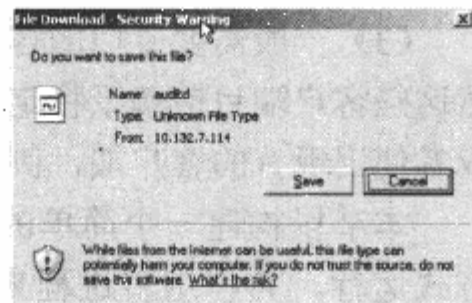 File Download - Security Warning
Do you want to save this file?
Name: auditd
Type: Unknown File Type
From: 10.132.7.114
Save
Cancel
While files from the Internet can be useful, this file type can
potentially harm your computer. If you do not trust the source, do not
save this software. What's the risk?